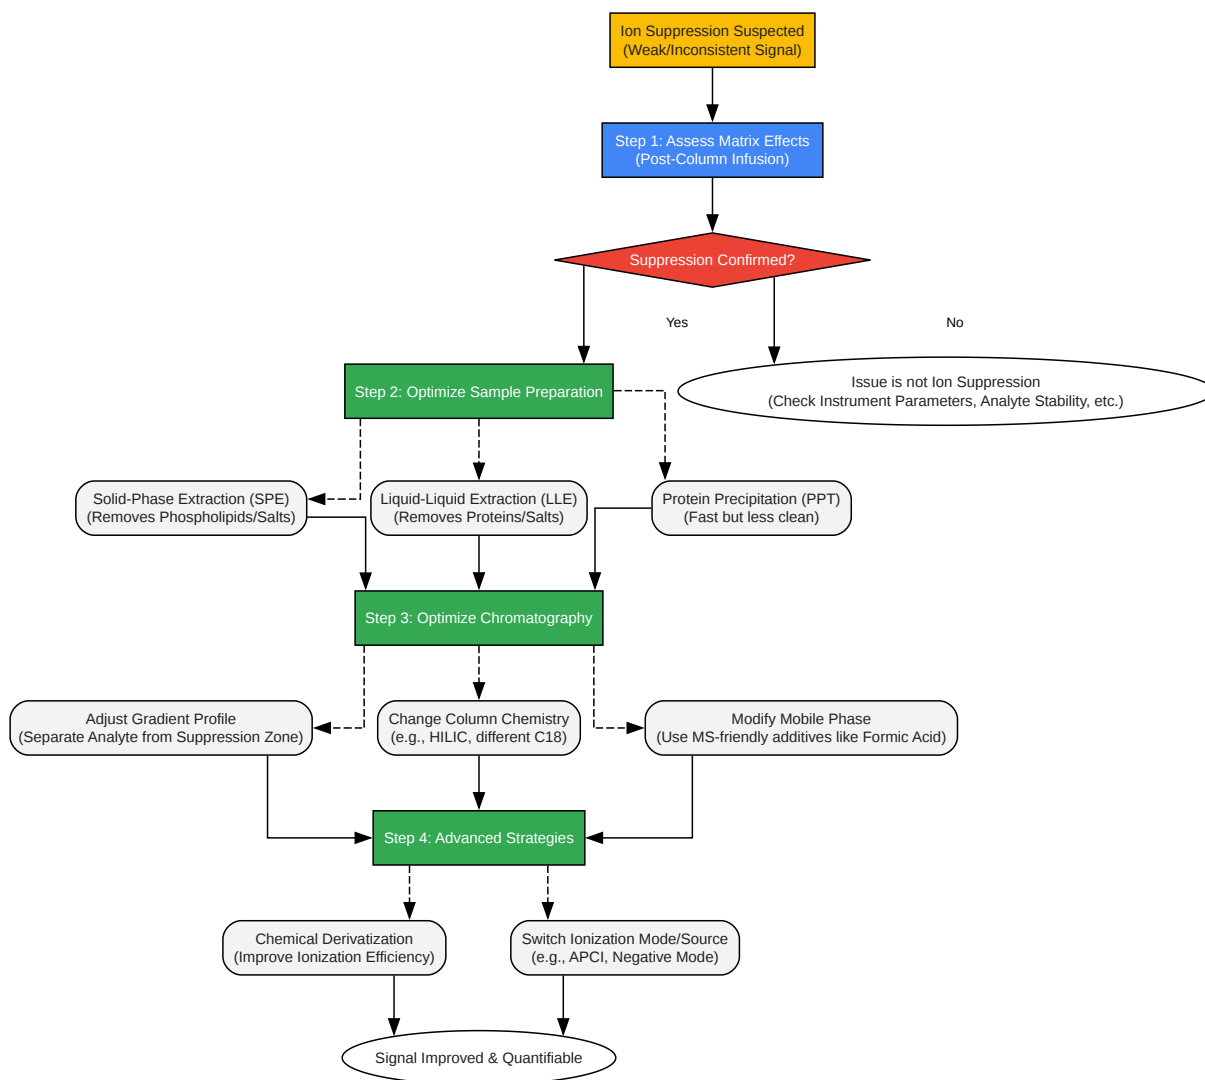 Ion Suppression Suspected
(Weak/Inconsistent Signal)
Step 1: Assess Matrix Effects
(Post-Column Infusion)
Suppression Confirmed?
Yes
No
Step 2: Optimize Sample Preparation
Issue is not Ion Suppression
(Check Instrument Parameters, Analyte Stability, etc.)
Solid-Phase Extraction (SPE)
(Removes Phospholipids/Salts)
Liquid-Liquid Extraction (LLE)
(Removes Proteins/Salts)
Protein Precipitation (PPT)
(Fast but less clean)
Step 3: Optimize Chromatography
Adjust Gradient Profile
(Separate Analyte from Suppression Zone)
Change Column Chemistry
(e.g., HILIC, different C18)
Modify Mobile Phase
(Use MS-friendly additives like Formic Acid)
Step 4: Advanced Strategies
Chemical Derivatization
(Improve Ionization Efficiency)
Switch Ionization Mode/Source
(e.g., APCI, Negative Mode)
Signal Improved & Quantifiable